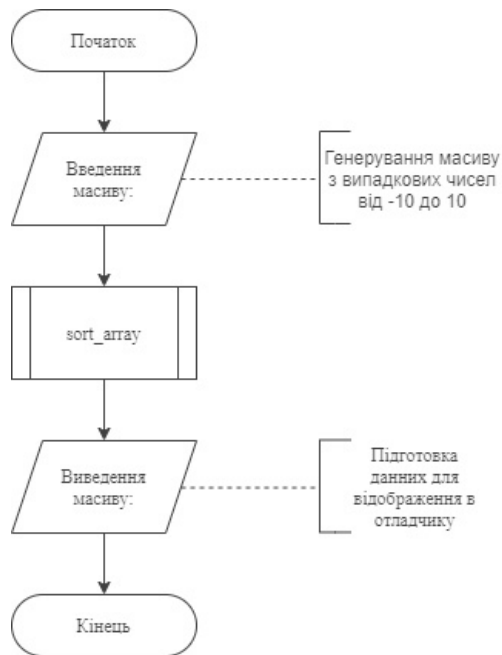 Початок
Введення
масиву:
Генерування масиву
з випадкових чисел
від -10 до 10
sort_array
Виведення
масиву:
Підготовка
данних для
відображення в
отладчику
Кінець